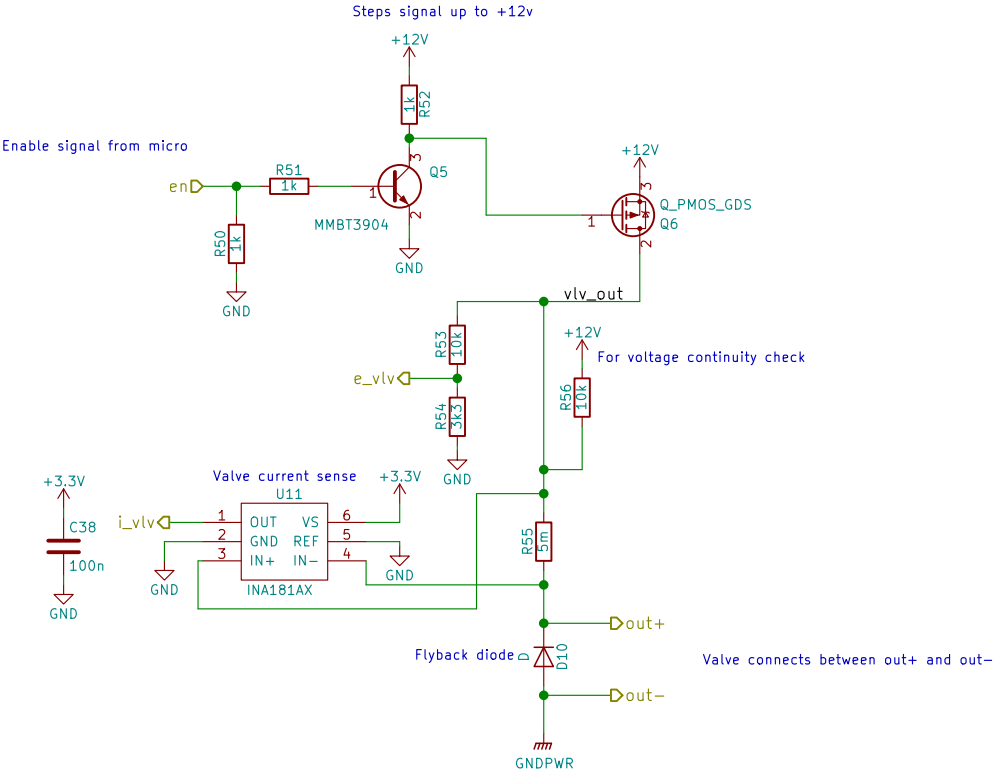 Steps signal up to +12v
+12V
R52
1k
Enable signal from micro
+12V
3
Q5
R51
1k
en
1
3
Q_PMOS_GDS
Q6
1
MMBT3904
2
R50
1k
2
GND
GND
vlv_out
+12V
For voltage continuity check
R53
10k
e_vlv
R56
10k
R54
3k3
GND
Valve current sense
+3.3V
+3.3V
U11
C38
100n
GND
i_vlv
1
OUT
VS
6
2
GND
REF
5
3
IN+
IN-
4
GND
GND
INA181AX
R55
5m
out+
Flyback diode
D
D10
Valve connects between out+ and out-
out-
GNDPWR